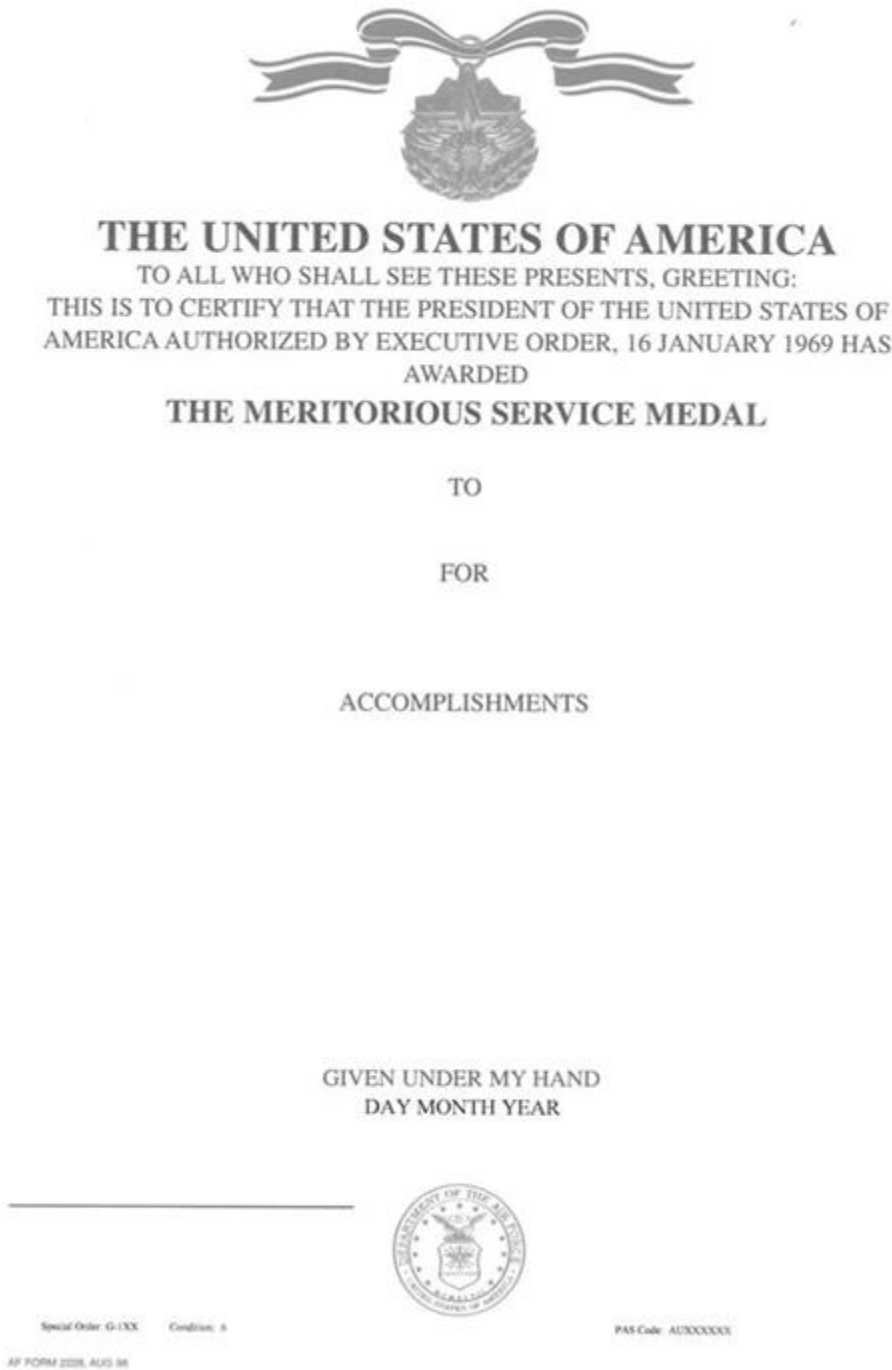 THE UNITED STATES OF AMERICA
TO ALL WHO SHALL SEE THESE PRESENTS, GREETING:
THIS IS TO CERTIFY THAT THE PRESIDENT OF THE UNITED STATES OF
AMERICA AUTHORIZED BY EXECUTIVE ORDER, 16 JANUARY 1969 HAS
AWARDED
THE MERITORIOUS SERVICE MEDAL
TO
FOR
ACCOMPLISHMENTS
GIVEN UNDER MY HAND
DAY MONTH YEAR
DEPARTMENT OF THE AIR FORCE
UNITED STATES OF AMERICA
Special Order: G-1XX Condition: 6 PAS Code: AUXXXXXX
AF FORM 2228, AUG 98